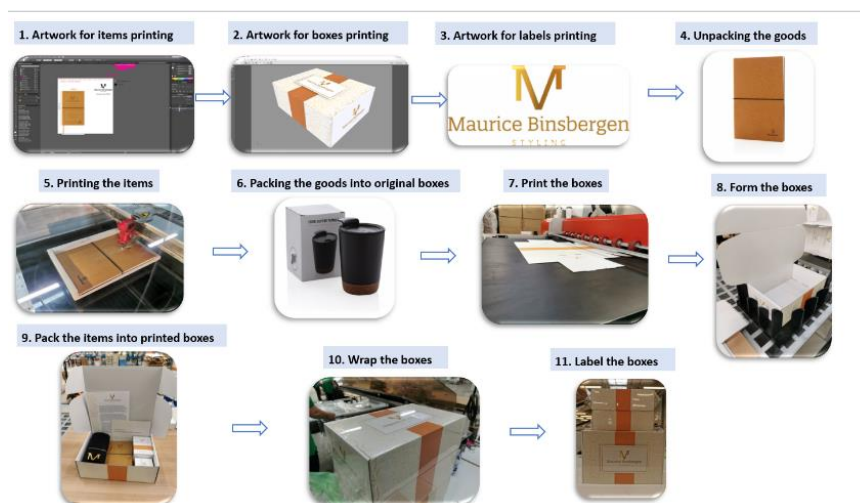 1. Artwork for items printing
2. Artwork for boxes printing
3. Artwork for labels printing
4. Unpacking the goods
M
Maurice Binsbergen
STYLING
5. Printing the items
6. Packing the goods into original boxes
7. Print the boxes
8. Form the boxes
9. Pack the items into printed boxes
10. Wrap the boxes
11. Label the boxes